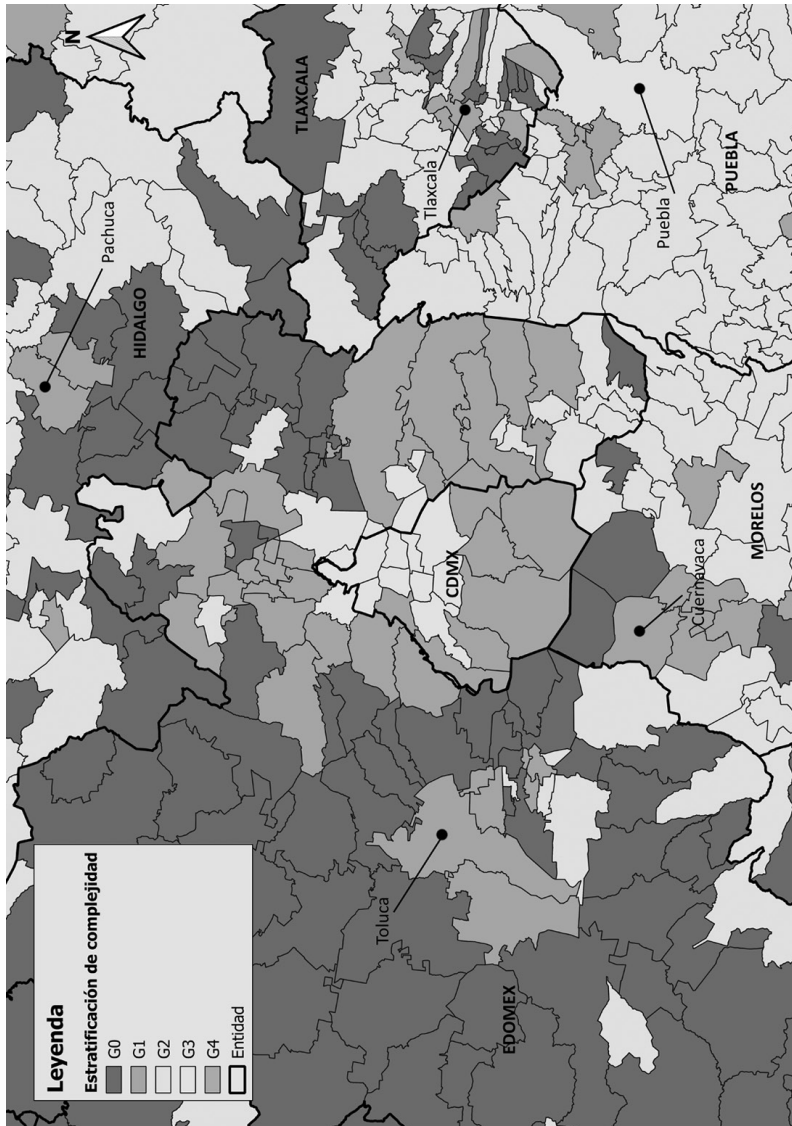 N
Pachuca
HIDALGO
TLAXCALA
Tlaxcala
Puebla
PUEBLA
CDMX
MORELOS
Cuernavaca
Toluca
EDOMEX
Leyenda
Estratificación de complejidad
G0
G1
G2
G3
G4
Entidad